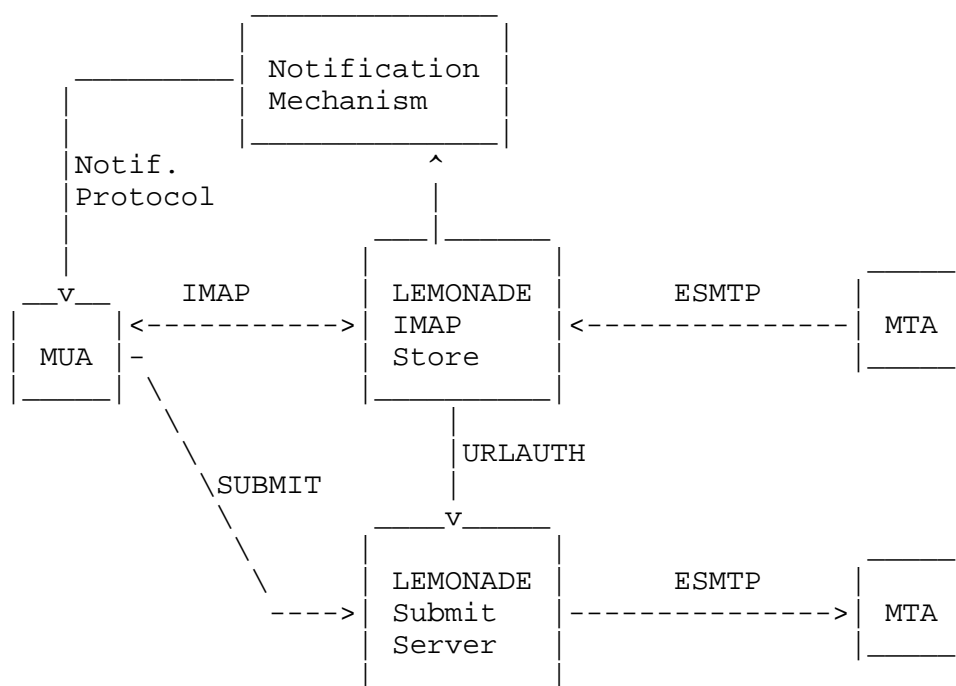 Notification
Mechanism
Notif.
Protocol
IMAP
LEMONADE
IMAP
Store
ESMTP
MTA
MUA
URLAUTH
SUBMIT
LEMONADE
Submit
Server
ESMTP
MTA